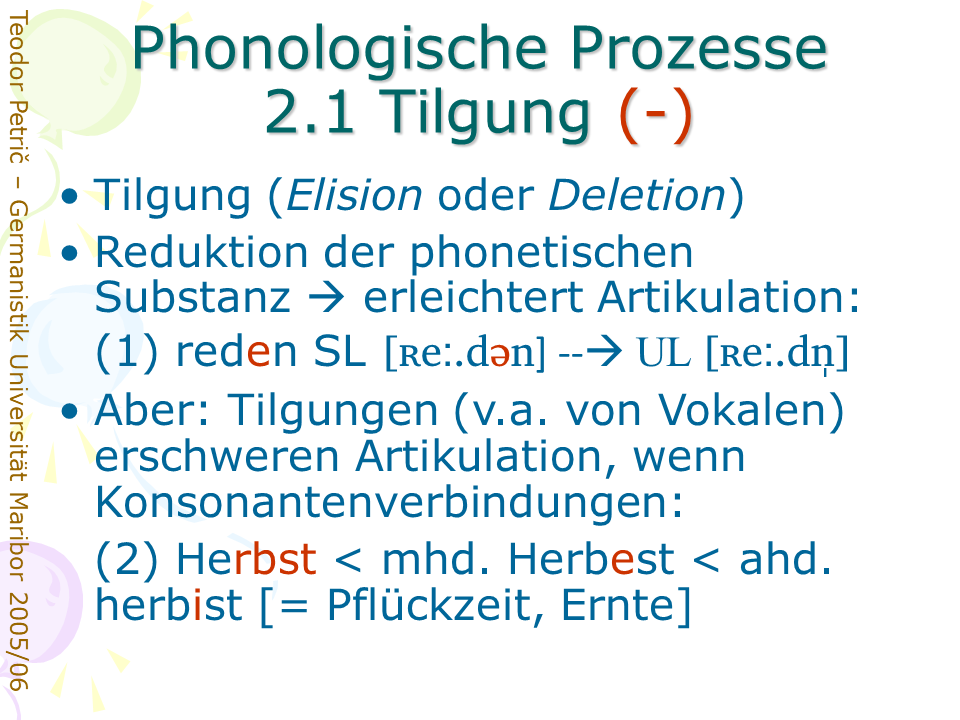 Phonologische Prozesse
2.1 Tilgung (-)
• Tilgung (Elision oder Deletion)
• Reduktion der phonetischen
Substanz → erleichtert Artikulation:
(1) reden SL [ʀeː.dən] --→ UL [ʀeː.dn̩]
• Aber: Tilgungen (v.a. von Vokalen)
erschweren Artikulation, wenn
Konsonantenverbindungen:
(2) Herbst < mhd. Herbest < ahd.
herbist [= Pflückzeit, Ernte]
Teodor Petrič – Germanistik Universität Maribor 2005/06